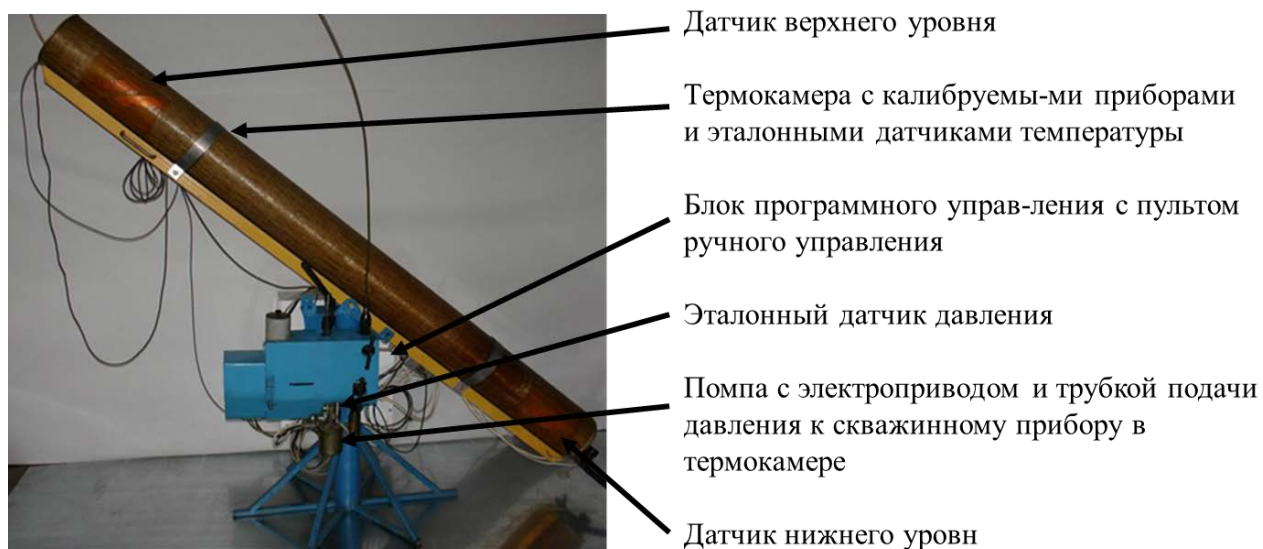 Датчик верхнего уровня
Термокамера с калибруемы-ми приборами
и эталонными датчиками температуры
Блок программного управ-ления с пультом
ручного управления
Эталонный датчик давления
Помпа с электроприводом и трубкой подачи
давления к скважинному прибору в
термокамере
Датчик нижнего уровн